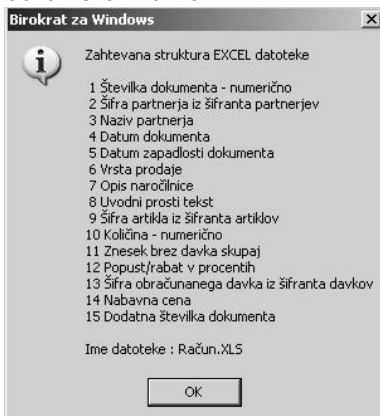 Birokrat za Windows
Zahtevana struktura EXCEL datoteke
1 Številka dokumenta - numerično
2 Šifra partnerja iz šifranta partnerjev
3 Naziv partnerja
4 Datum dokumenta
5 Datum zapadlosti dokumenta
6 Vrsta prodaje
7 Opis naročilnice
8 Uvodni prosti tekst
9 Šifra artikla iz šifranta artiklov
10 Količina - numerično
11 Znesek brez davka skupaj
12 Popust/rabat v procentih
13 Šifra obračunanega davka iz šifranta davkov
14 Nabavna cena
15 Dodatna številka dokumenta
Ime datoteke : Račun.XLS
OK